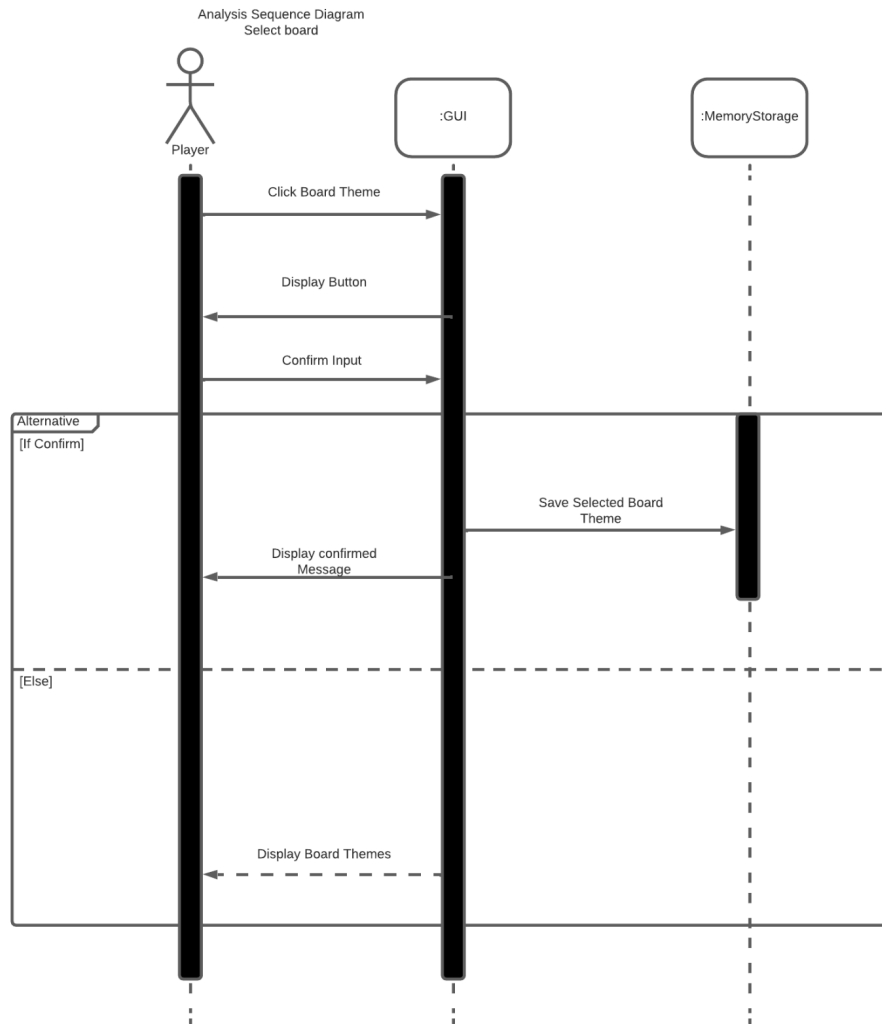 Analysis Sequence Diagram
Select board
Player
:GUI
:MemoryStorage
Click Board Theme
Display Button
Confirm Input
Alternative
[If Confirm]
Save Selected Board
Theme
Display confirmed
Message
[Else]
Display Board Themes